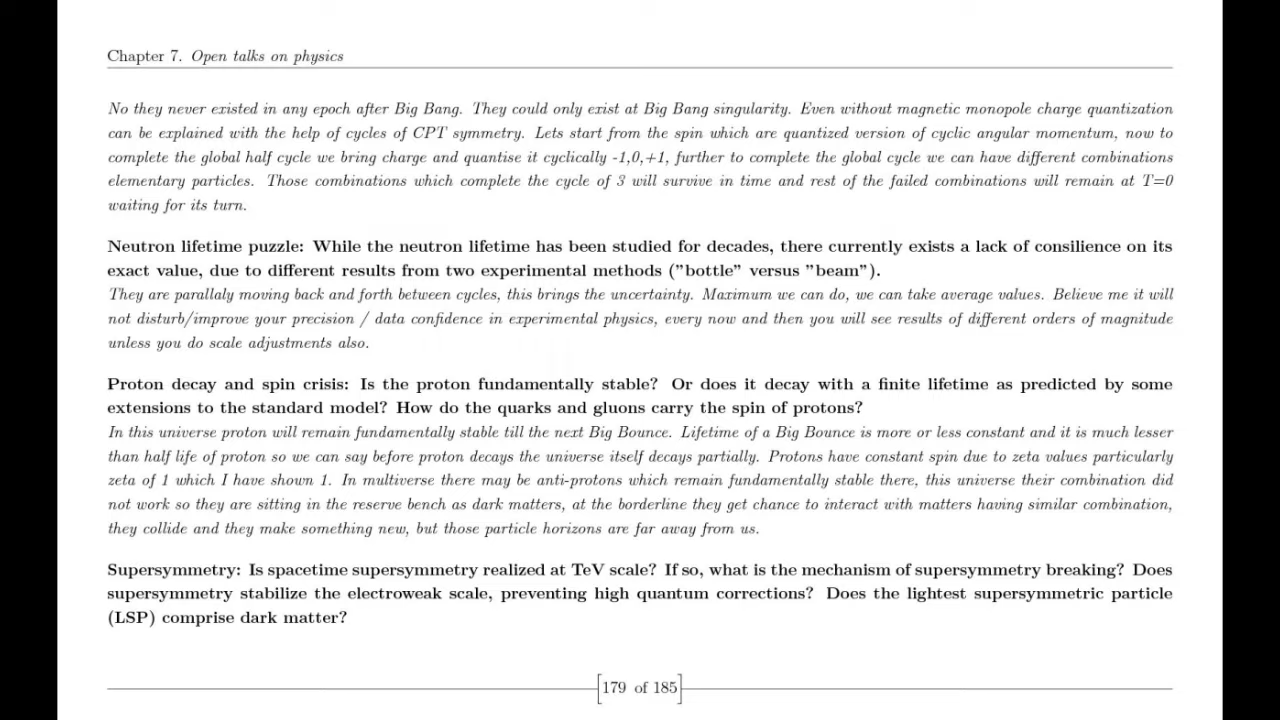 Chapter 7. Open talks on physics
No they never existed in any epoch after Big Bang. They could only exist at Big Bang singularity. Even without magnetic monopole charge quantization
can be explained with the help of cycles of CPT symmetry. Lets start from the spin which are quantized version of cyclic angular momentum, now to
complete the global half cycle we bring charge and quantise it cyclically -1,0,+1, further to complete the global cycle we can have different combinations
elementary particles. Those combinations which complete the cycle of 3 will survive in time and rest of the failed combinations will remain at T=0
waiting for its turn.
Neutron lifetime puzzle: While the neutron lifetime has been studied for decades, there currently exists a lack of consilience on its
exact value, due to different results from two experimental methods ("bottle" versus "beam").
They are parallaly moving back and forth between cycles, this brings the uncertainty. Maximum we can do, we can take average values. Believe me it will
not disturb/improve your precision / data confidence in experimental physics, every now and then you will see results of different orders of magnitude
unless you do scale adjustments also.
Proton decay and spin crisis: Is the proton fundamentally stable? Or does it decay with a finite lifetime as predicted by some
extensions to the standard model? How do the quarks and gluons carry the spin of protons?
In this universe proton will remain fundamentally stable till the next Big Bounce. Lifetime of a Big Bounce is more or less constant and it is much lesser
than half life of proton so we can say before proton decays the universe itself decays partially. Protons have constant spin due to zeta values particularly
zeta of 1 which I have shown 1. In multiverse there may be anti-protons which remain fundamentally stable there, this universe their combination did
not work so they are sitting in the reserve bench as dark matters, at the borderline they get chance to interact with matters having similar combination,
they collide and they make something new, but those particle horizons are far away from us.
Supersymmetry: Is spacetime supersymmetry realized at TeV scale? If so, what is the mechanism of supersymmetry breaking? Does
supersymmetry stabilize the electroweak scale, preventing high quantum corrections? Does the lightest supersymmetric particle
(LSP) comprise dark matter?
179 of 185